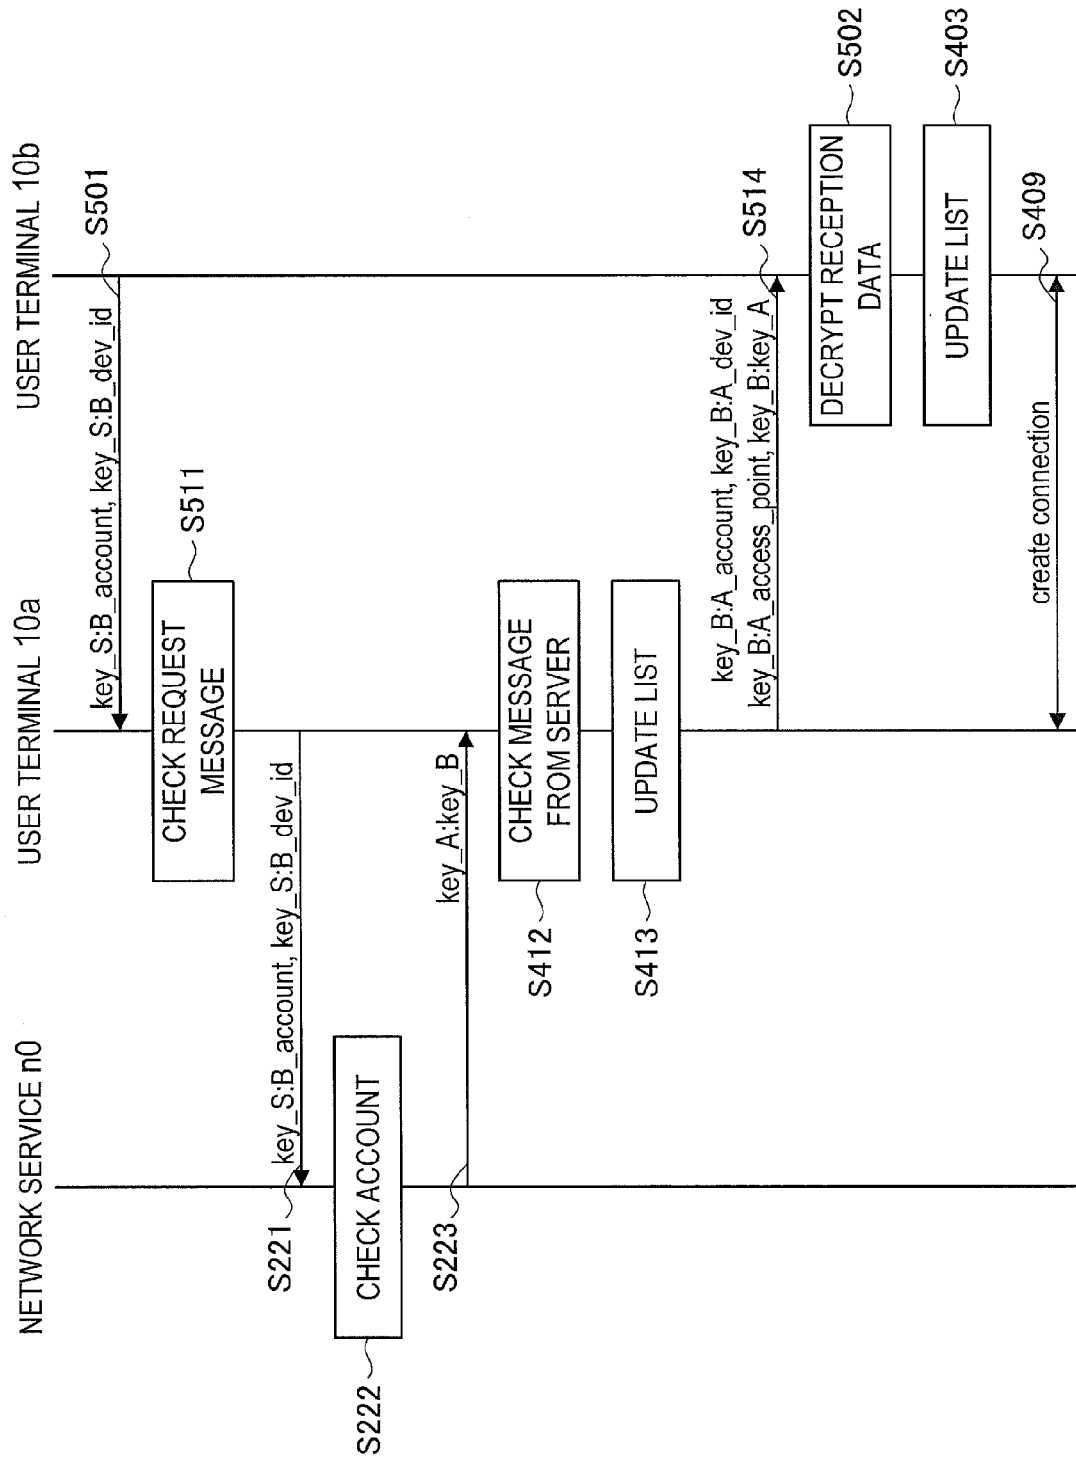 NETWORK SERVICE n0
USER TERMINAL 10a
USER TERMINAL 10b
key_S:B_account, key_S:B_dev_id
S501
CHECK REQUEST
MESSAGE
S511
key_S:B_account, key_S:B_dev_id
S221
CHECK ACCOUNT
S222
key_A:key_B
S223
CHECK MESSAGE
FROM SERVER
S412
UPDATE LIST
S413
key_B:A_account, key_B:A_dev_id
key_B:A_access_point, key_B:key_A
S514
DECRYPT RECEPTION
DATA
S502
UPDATE LIST
S403
create connection
S409